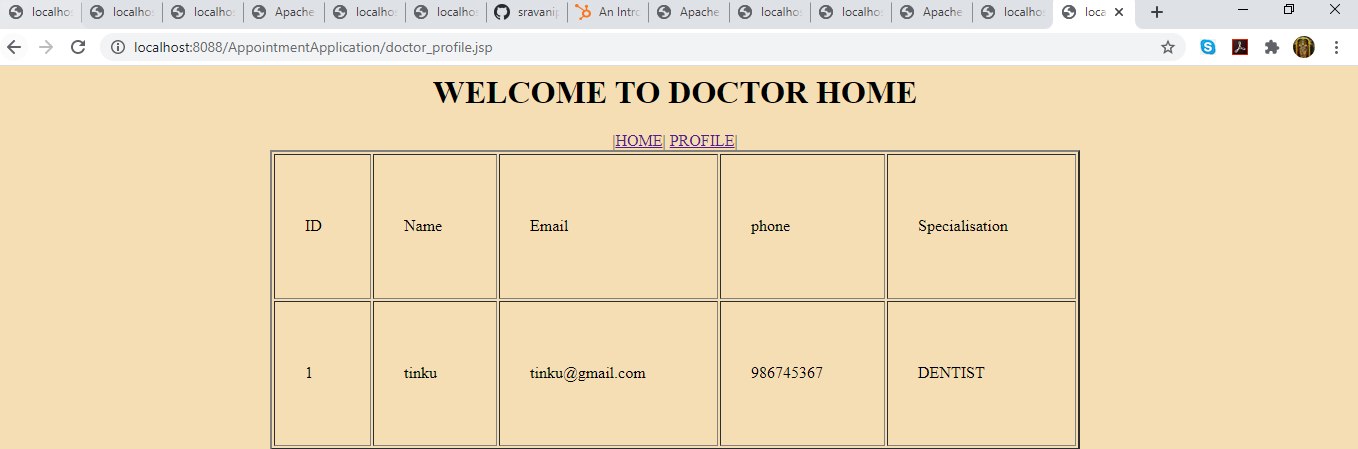 localhos localhos localhos Apache localhos localhos sravanip An Intro Apache localhos localhos Apache localhos loca
localhost:8088/AppointmentApplication/doctor_profile.jsp
WELCOME TO DOCTOR HOME
|HOME| PROFILE|
ID Name Email phone Specialisation
1 tinku tinku@gmail.com 986745367 DENTIST